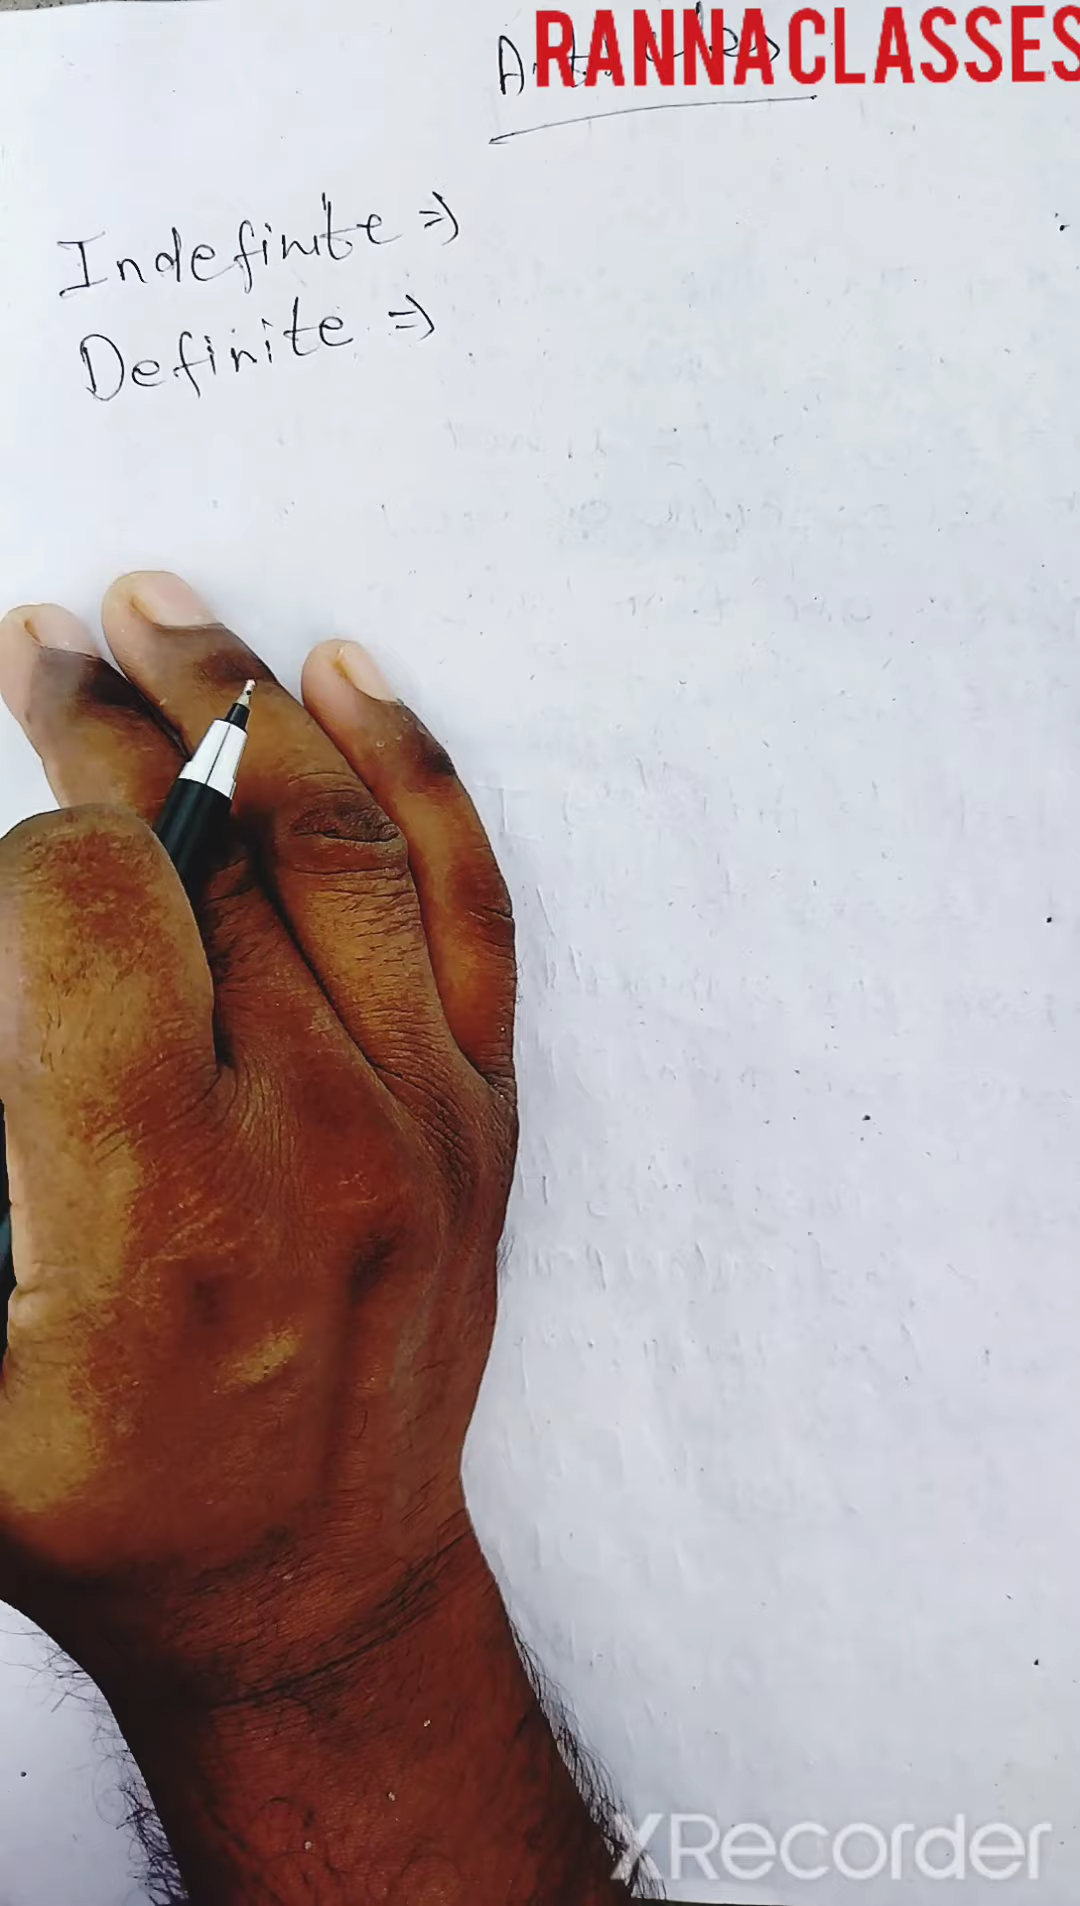 RANNA CLASSES
Indefinite =>
Definite =>
XRecorder